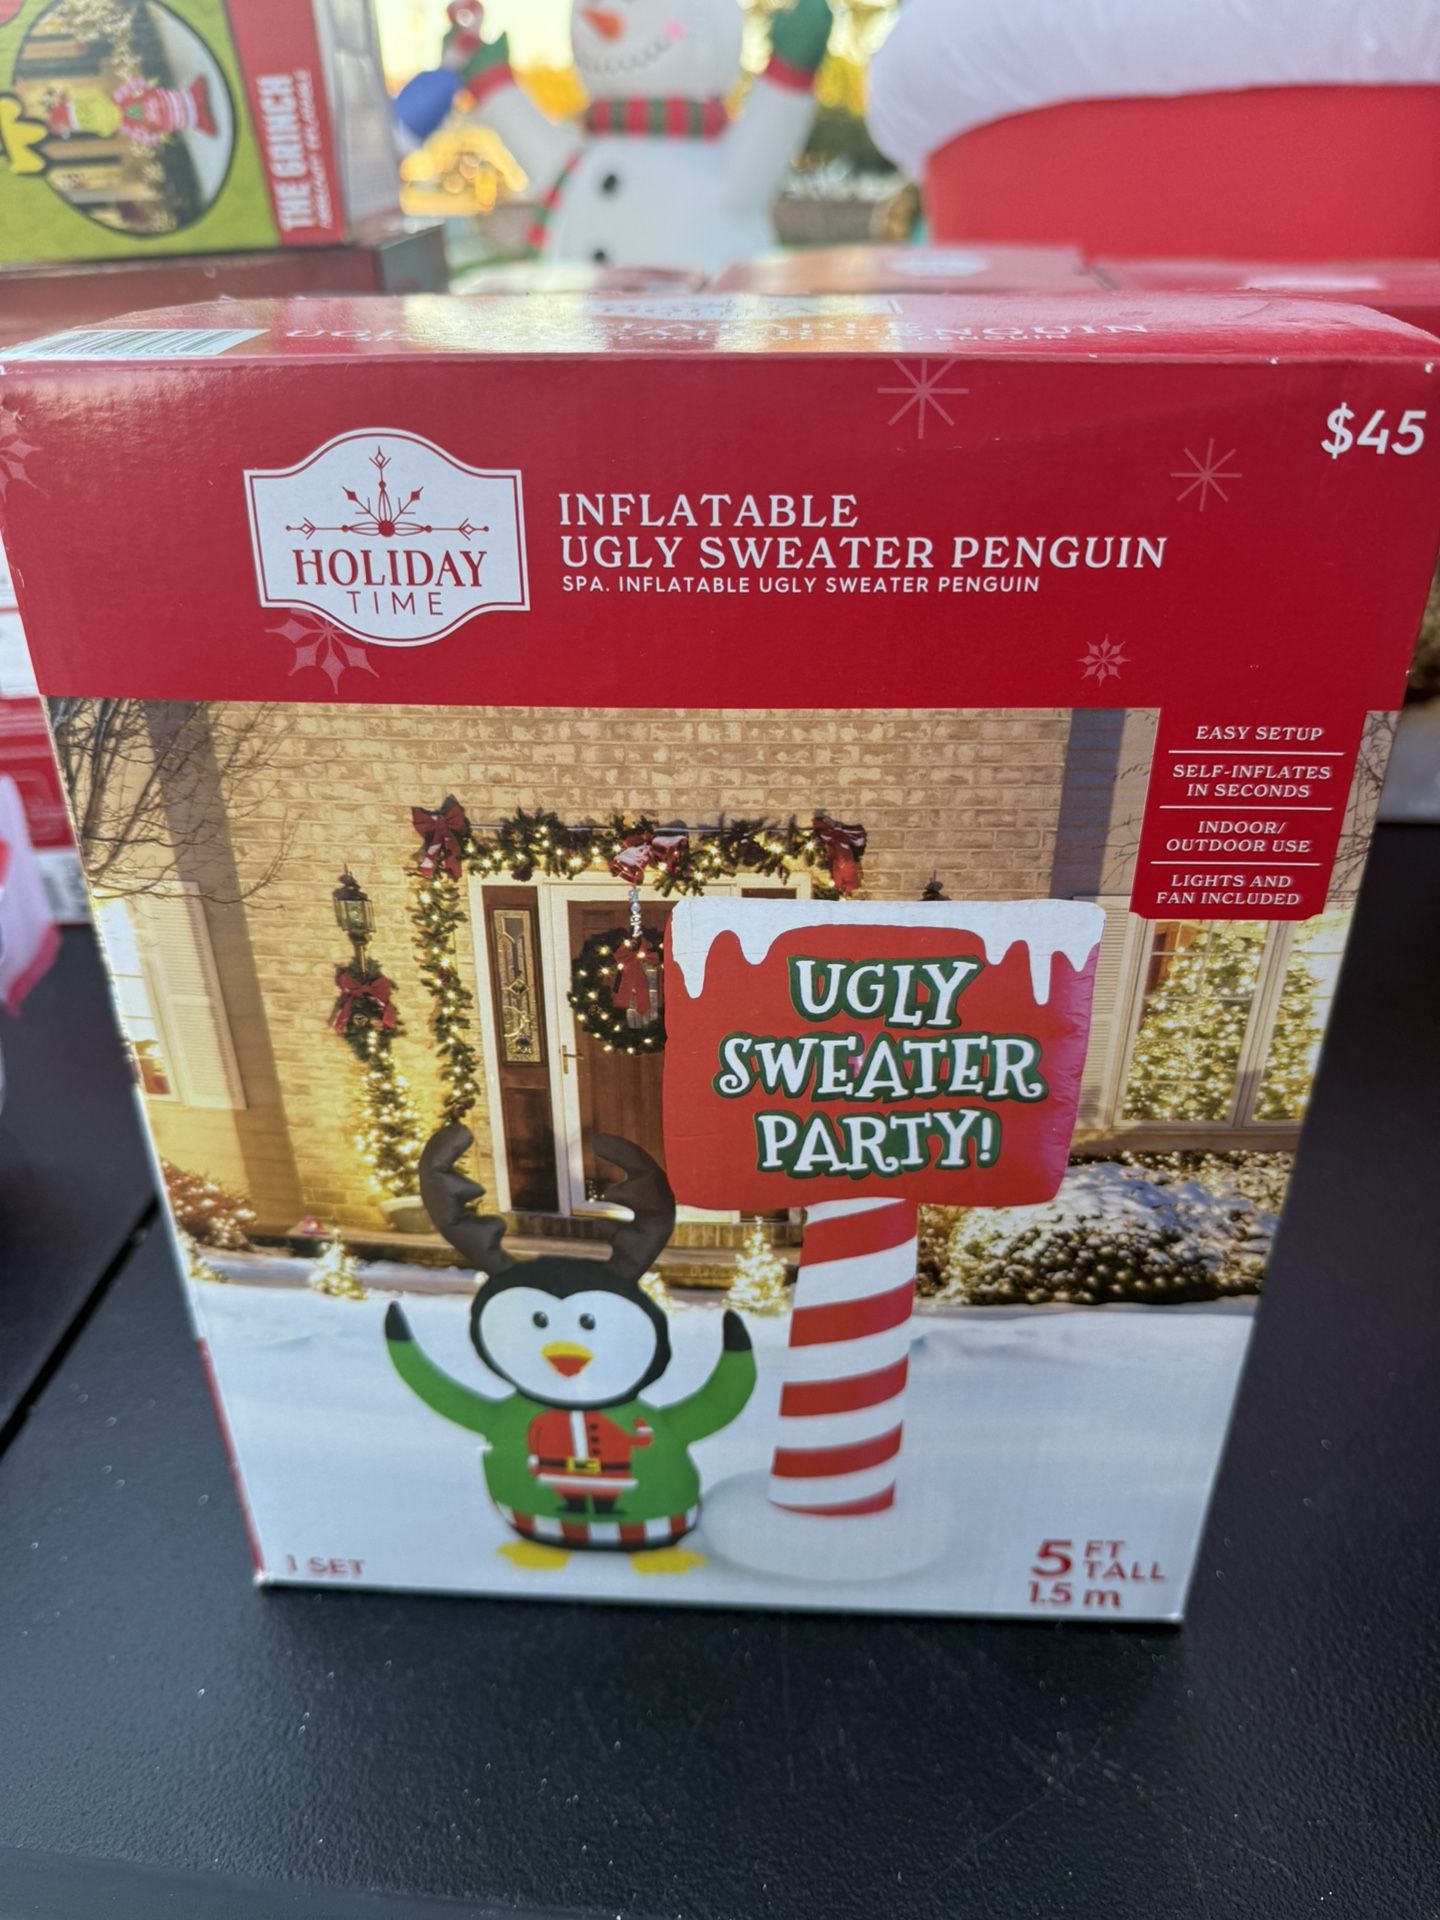 THE GRINCH
$45
HOLIDAY
TIME
INFLATABLE
UGLY SWEATER PENGUIN
SPA. INFLATABLE UGLY SWEATER PENGUIN
EASY SETUP
SELF-INFLATES
IN SECONDS
INDOOR/
OUTDOOR USE
LIGHTS AND
FAN INCLUDED
UGLY
SWEATER
PARTY!
1 SET
5 FT
TALL
1.5 m